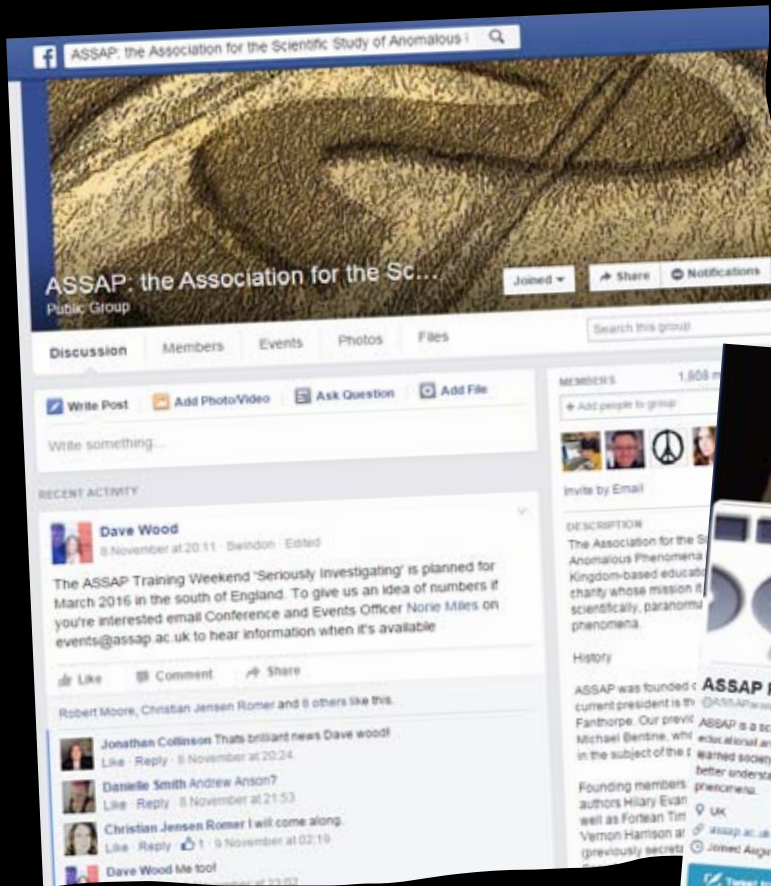 f ASSAP: the Association for the Scientific Study of Anomalous
ASSAP: the Association for the Sc...
Public Group
Joined Share Notifications
Discussion Members Events Photos Files
Search this group
Write Post Add Photo/Video Ask Question Add File
Write something...
RECENT ACTIVITY
Dave Wood
8 November at 20:11 · Swindon · Edited
The ASSAP Training Weekend 'Seriously Investigating' is planned for
March 2016 in the south of England. To give us an idea of numbers if
you're interested email Conference and Events Officer Norie Miles on
events@assap.ac.uk to hear information when it's available
Like Comment Share
Robert Moore, Christian Jensen Romer and 8 others like this.
Jonathan Collinson Thats brilliant news Dave wood!
Like · Reply · 8 November at 20:24
Danielle Smith Andrew Anson?
Like · Reply · 8 November at 21:53
Christian Jensen Romer I will come along.
Like · Reply · 1 · 9 November at 02:19
Dave Wood Me too!
November at 23:02
MEMBERS 1,808
+ Add people to group
Invite by Email
DESCRIPTION
The Association for the
Anomalous Phenomena
Kingdom-based
charity whose mission
scientifically,
phenomena.
History
ASSAP was founded
current president is
Fanthorpe. Our
Michael Bentine,
in the subject of the
Founding members
authors Hilary
well as Fortean
Vernon Harrison
(previously
ASSAP
ASSAP is a
educational
learned society
better
phenomena.
UK
assap.ac.uk
Joined
Tweet